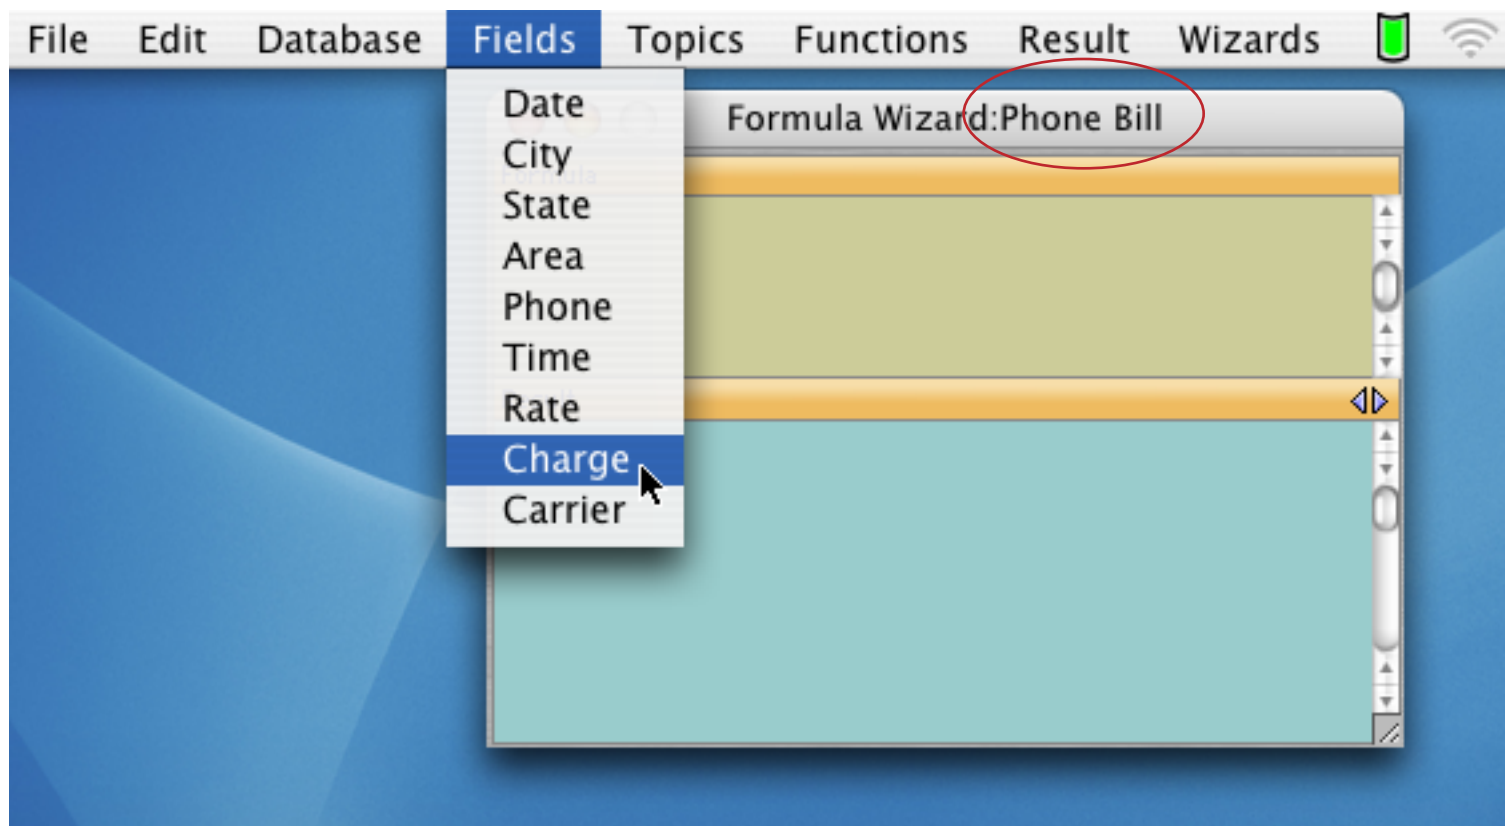 File Edit Database Fields Topics Functions Result Wizards
Formula Wizard:Phone Bill
Date
City
Formula
State
Area
Phone
Time
Rate
Charge
Carrier